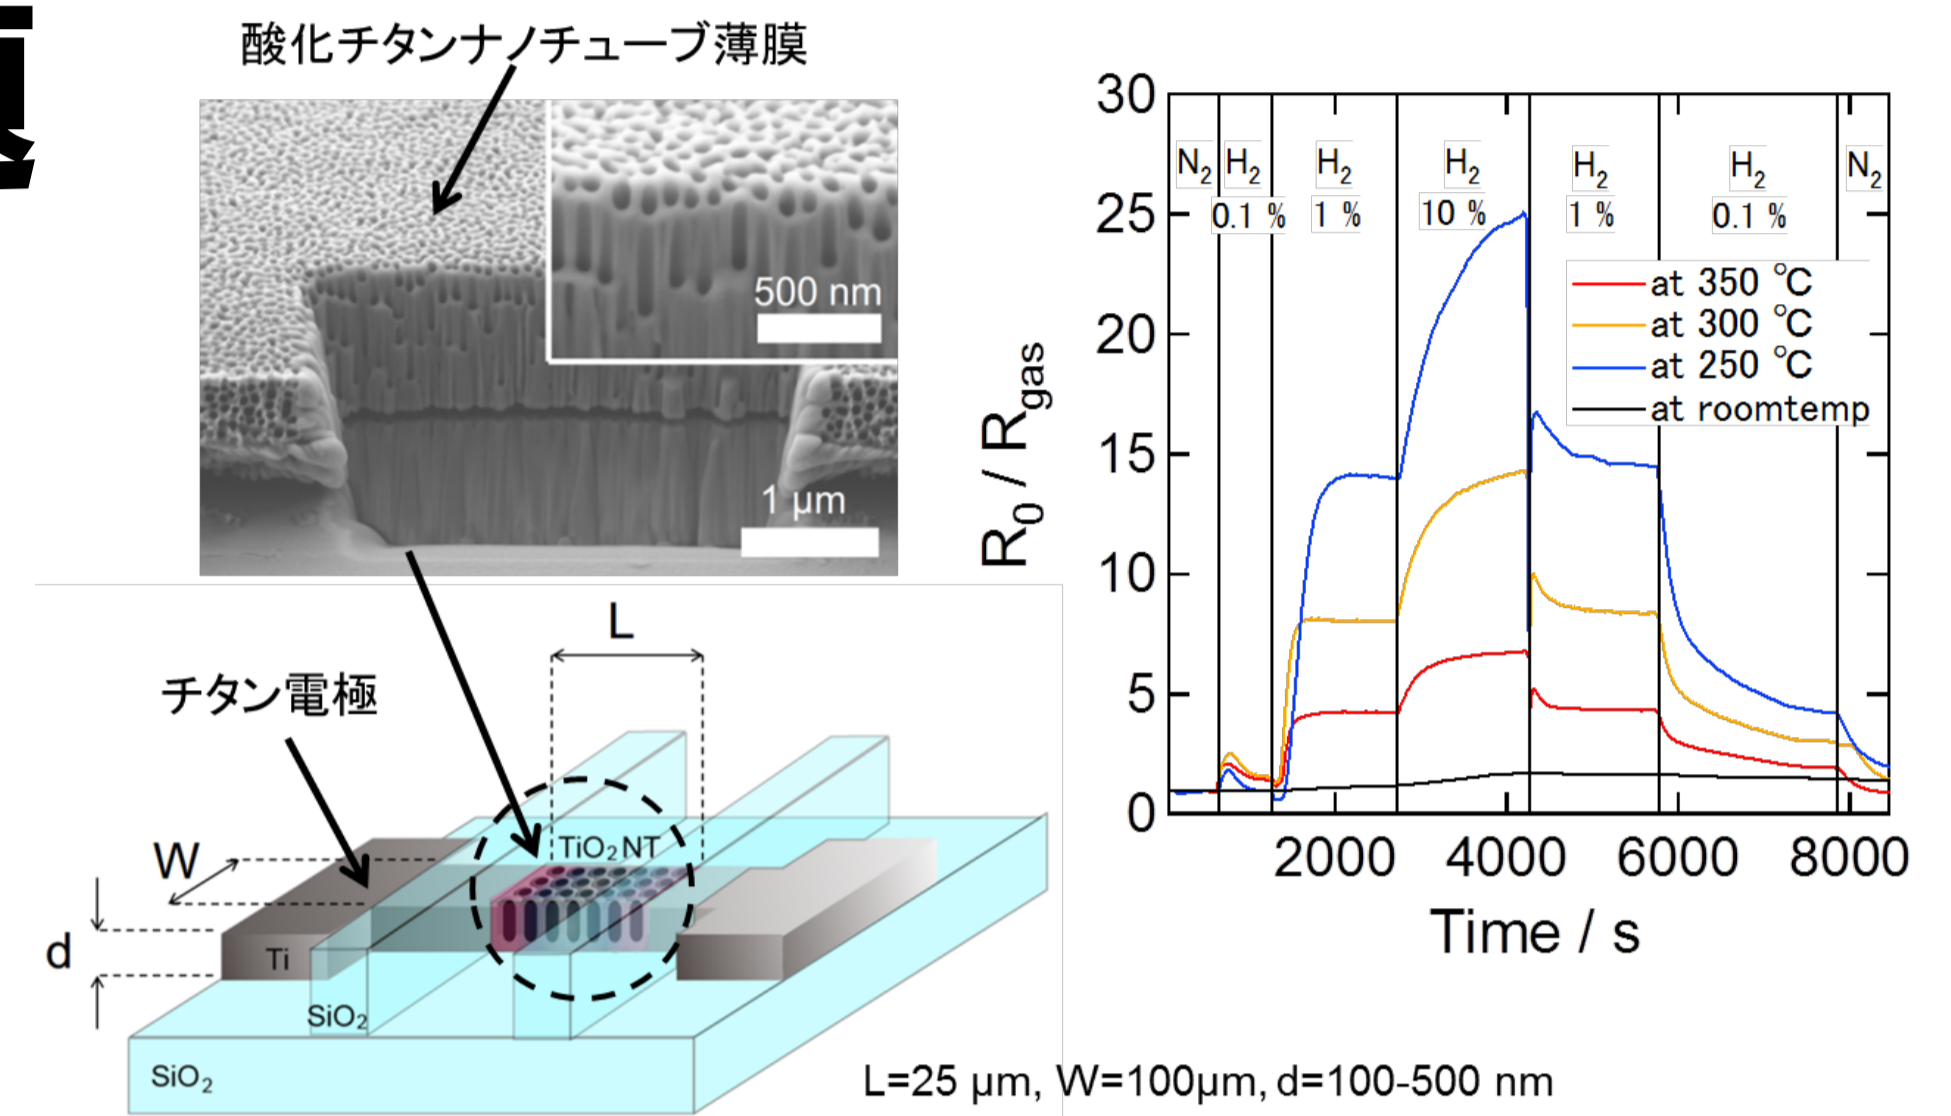 酸化チタンナノチューブ薄膜
500 nm
1 μm
チタン電極
L
W
d
TiO2 NT
Ti
SiO2
SiO2
L=25 μm, W=100μm, d=100-500 nm
R0 / Rgas
30
25
20
15
10
5
0
N2
H2
0.1 %
H2
1 %
H2
10 %
H2
1 %
H2
0.1 %
N2
at 350 ℃
at 300 ℃
at 250 ℃
at roomtemp
2000 4000 6000 8000
Time / s